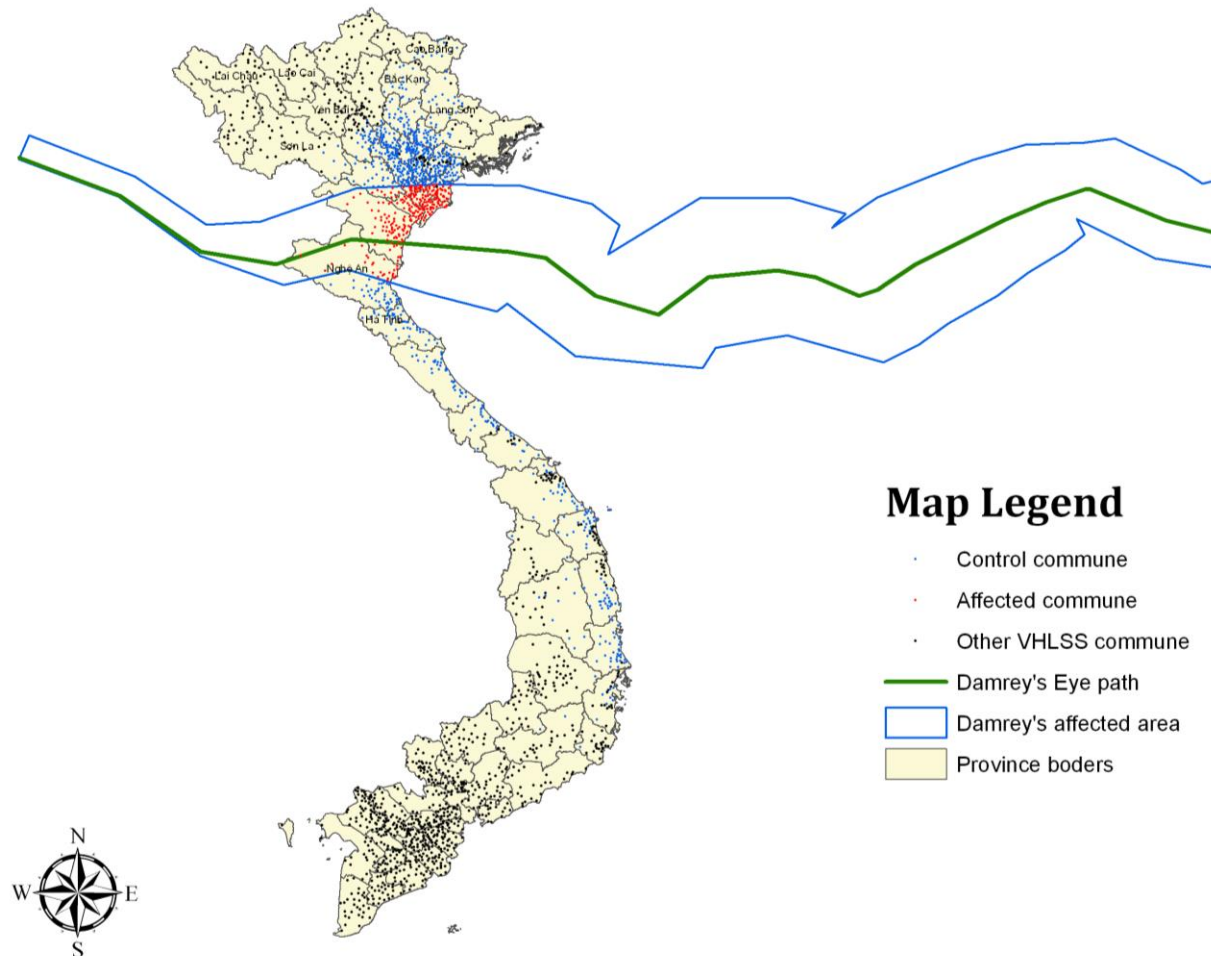 Cao Bang
Lai Chau
Lao Cai
Bac Kan
Yen Bai
Lang Son
Son La
Nghe An
Ha Tinh
Map Legend
Control commune
Affected commune
Other VHLSS commune
Damrey's Eye path
Damrey's affected area
Province boders
N
W
E
S